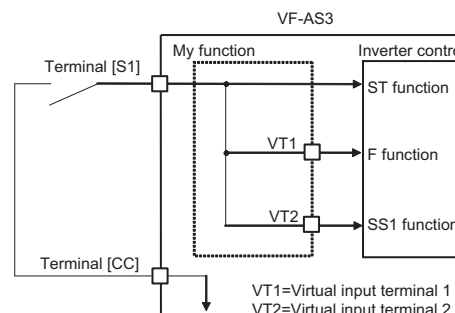 VF-AS3
My function
Inverter contro
Terminal [S1]
ST function
VT1
F function
VT2
SS1 function
Terminal [CC]
VT1=Virtual input terminal 1
VT2=Virtual input terminal 2